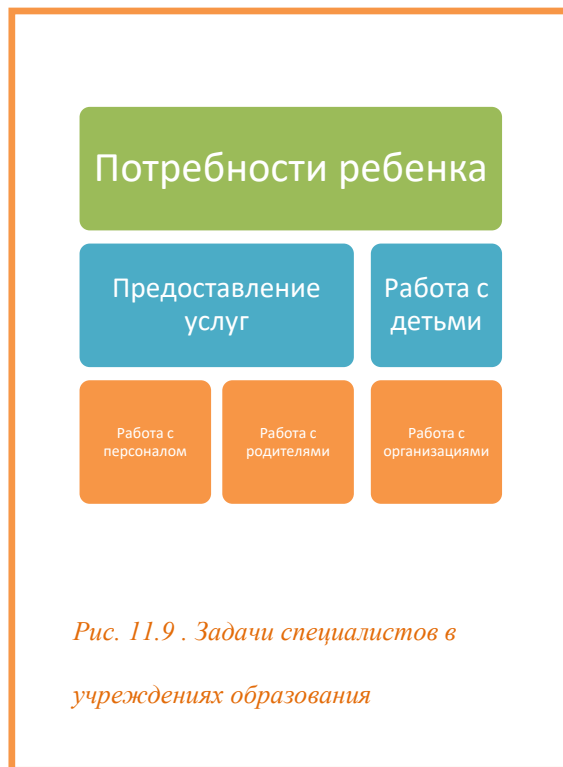 Потребности ребенка
Предоставление
услуг
Работа с
детьми
Работа с
персоналом
Работа с
родителями
Работа с
организациями
Рис. 11.9 . Задачи специалистов в
учреждениях образования